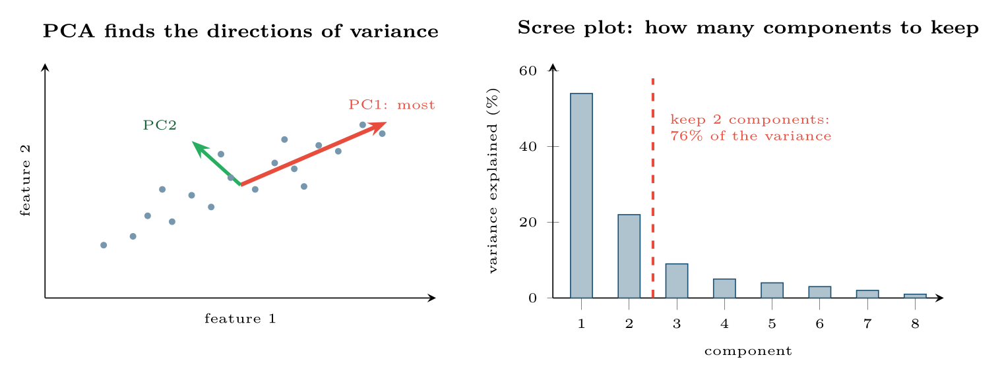 PCA finds the directions of variance
PC1: most
PC2
feature 2
feature 1
Scree plot: how many components to keep
60
40
20
0
variance explained (%)
keep 2 components:
76% of the variance
1 2 3 4 5 6 7 8
component